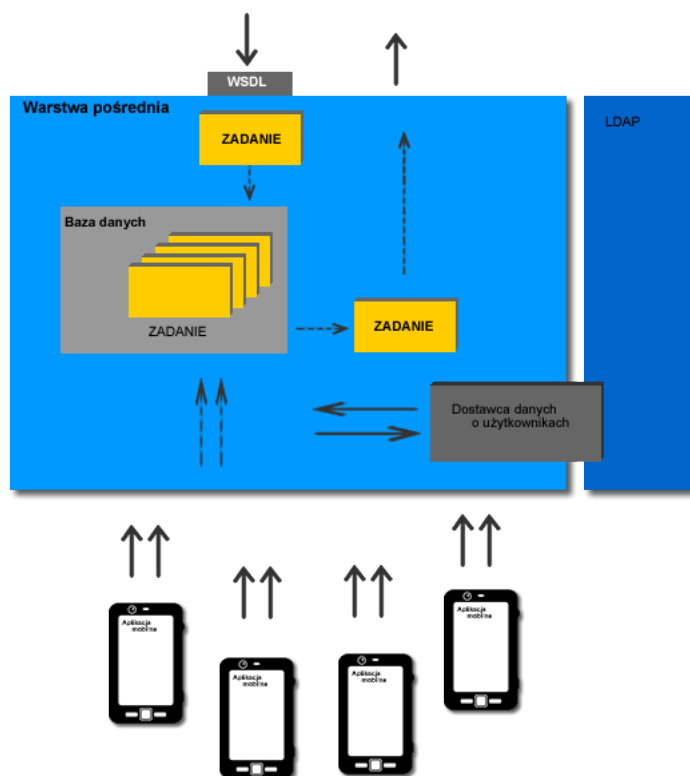 WSDL
Warstwa pośrednia
LDAP
ZADANIE
Baza danych
ZADANIE
ZADANIE
Dostawca danych
o użytkownikach
Aplikacja
mobilna
Aplikacja
mobilna
Aplikacja
mobilna
Aplikacja
mobilna